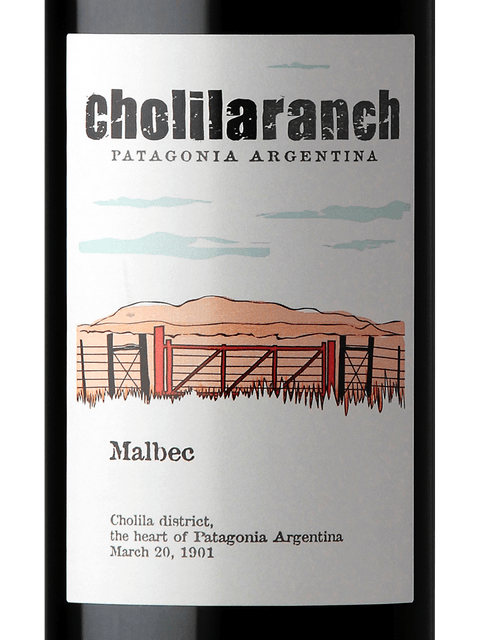 cholilaranch
PATAGONIA ARGENTINA
Malbec
Cholila district,
the heart of Patagonia Argentina
March 20, 1901